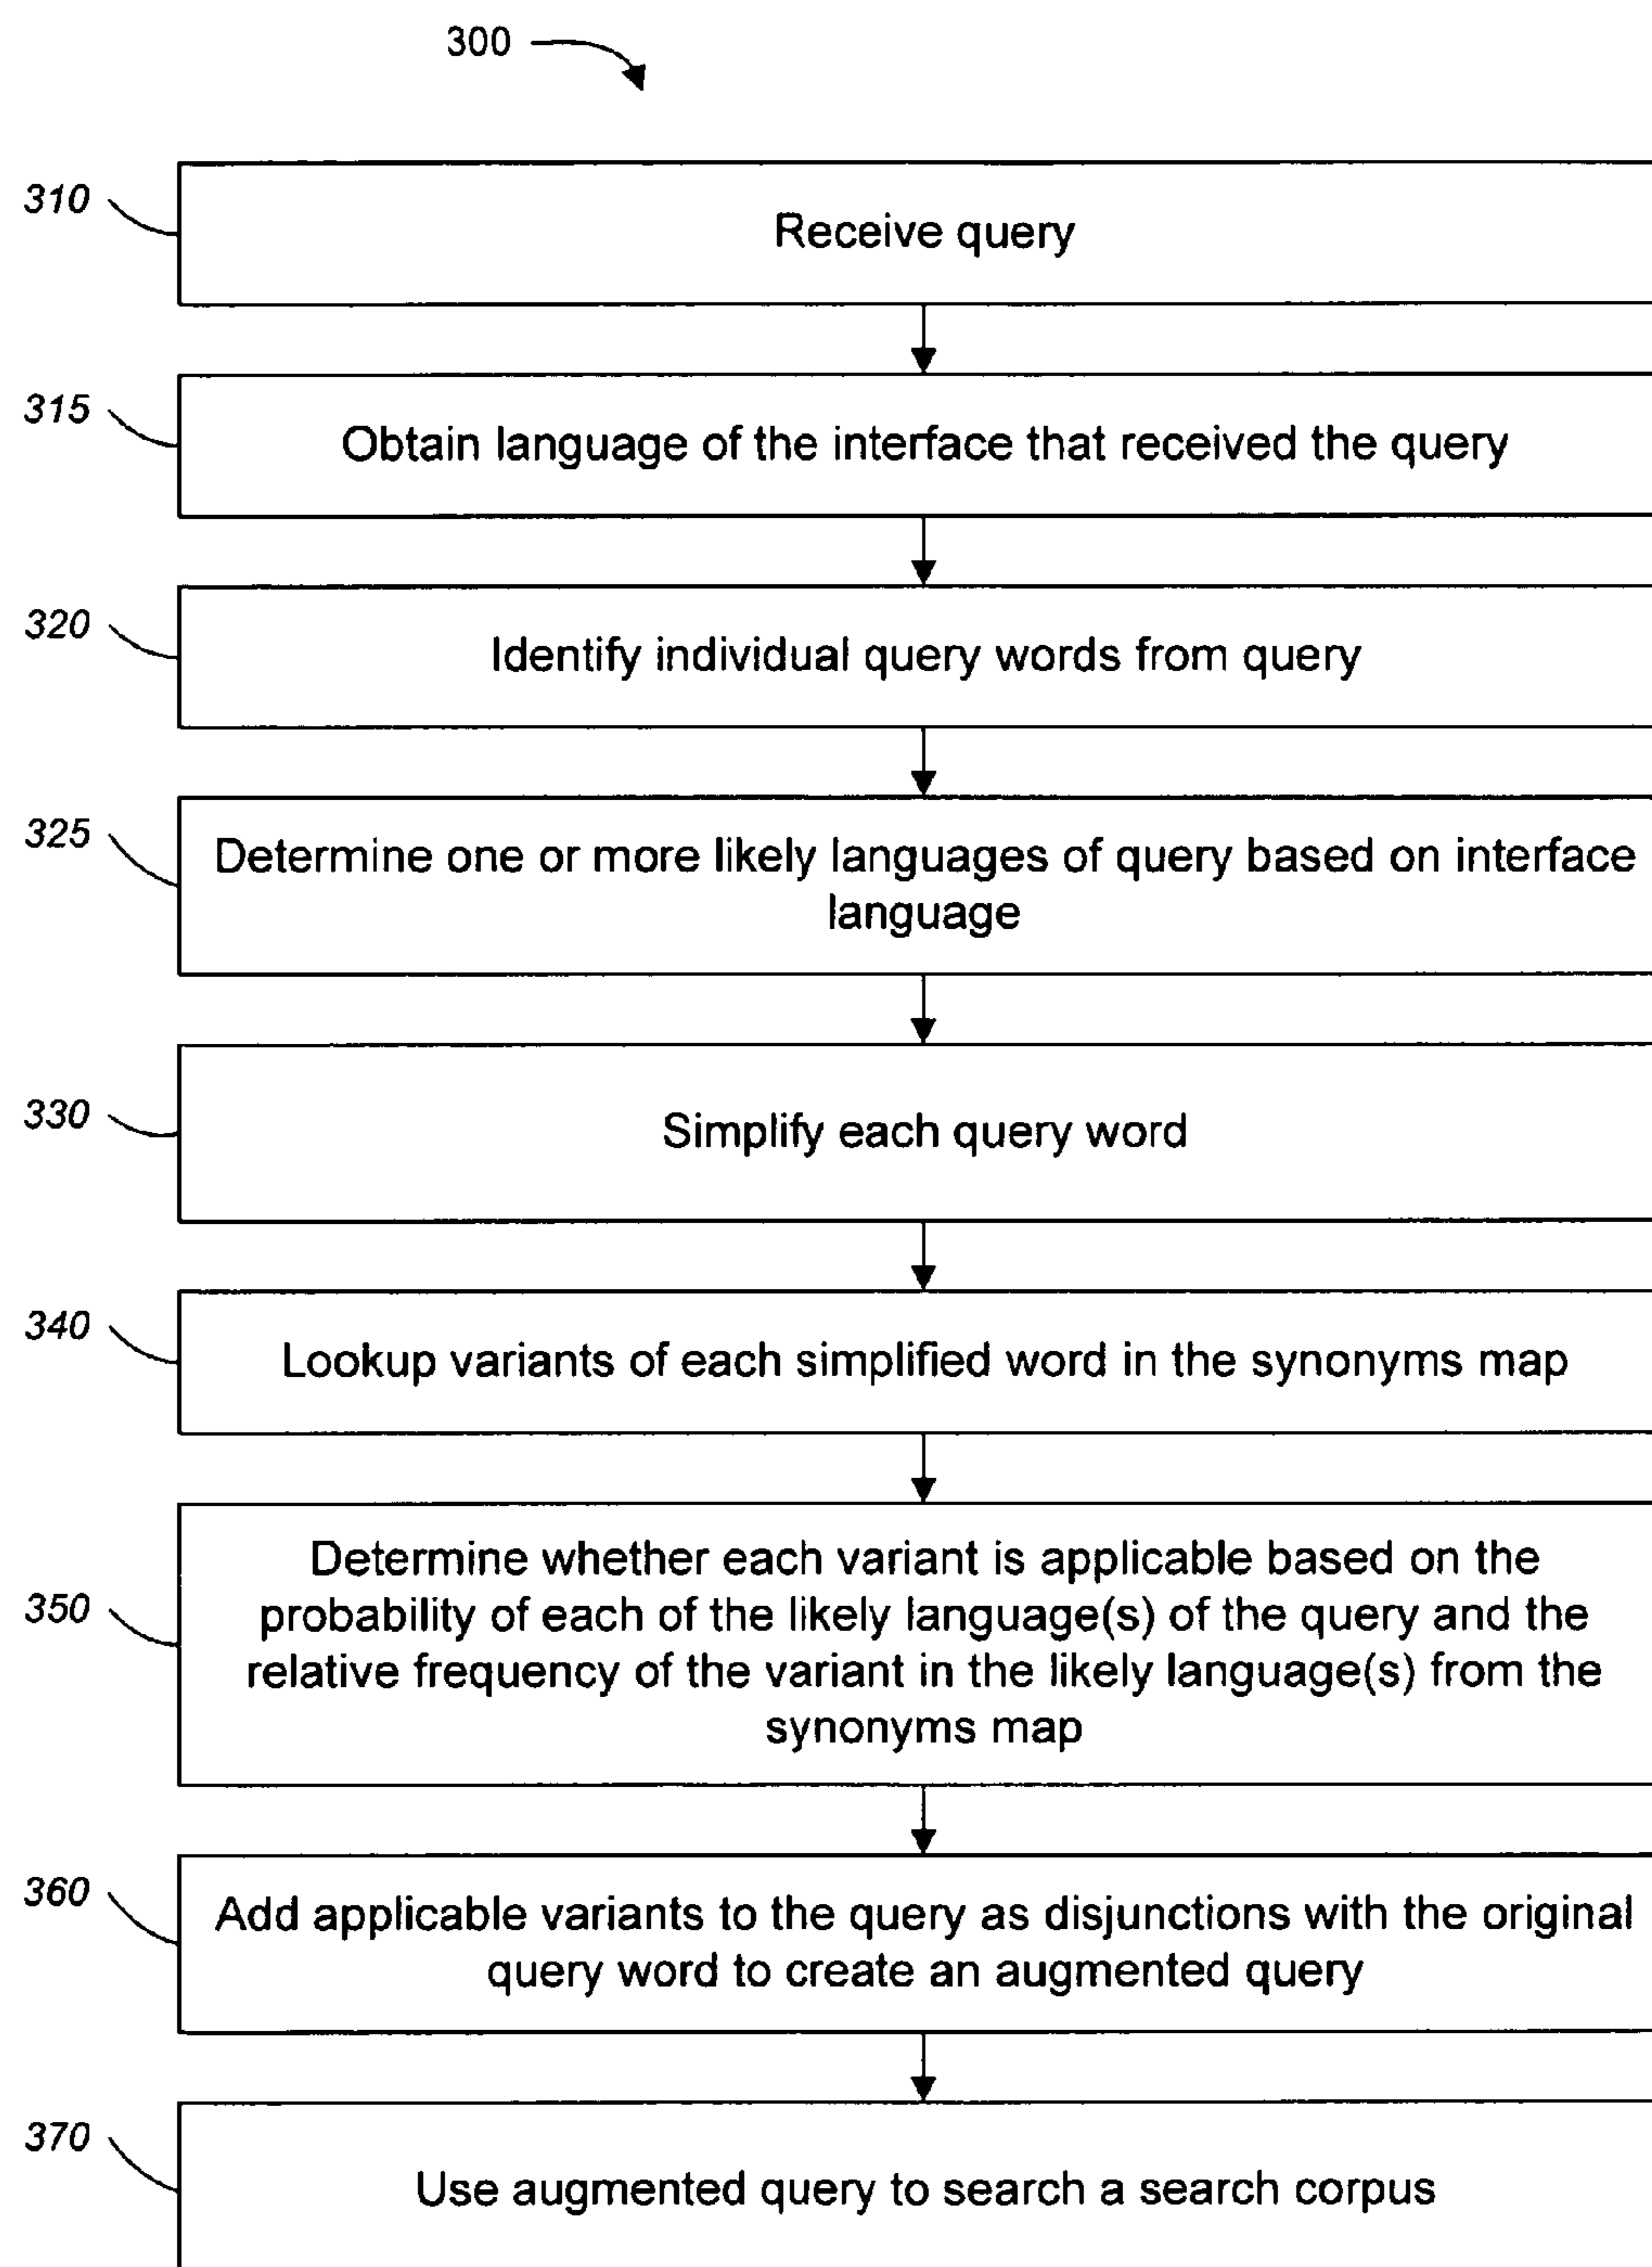 300
310
Receive query
315
Obtain language of the interface that received the query
320
Identify individual query words from query
325
Determine one or more likely languages of query based on interface
language
330
Simplify each query word
340
Lookup variants of each simplified word in the synonyms map
350
Determine whether each variant is applicable based on the
probability of each of the likely language(s) of the query and the
relative frequency of the variant in the likely language(s) from the
synonyms map
360
Add applicable variants to the query as disjunctions with the original
query word to create an augmented query
370
Use augmented query to search a search corpus